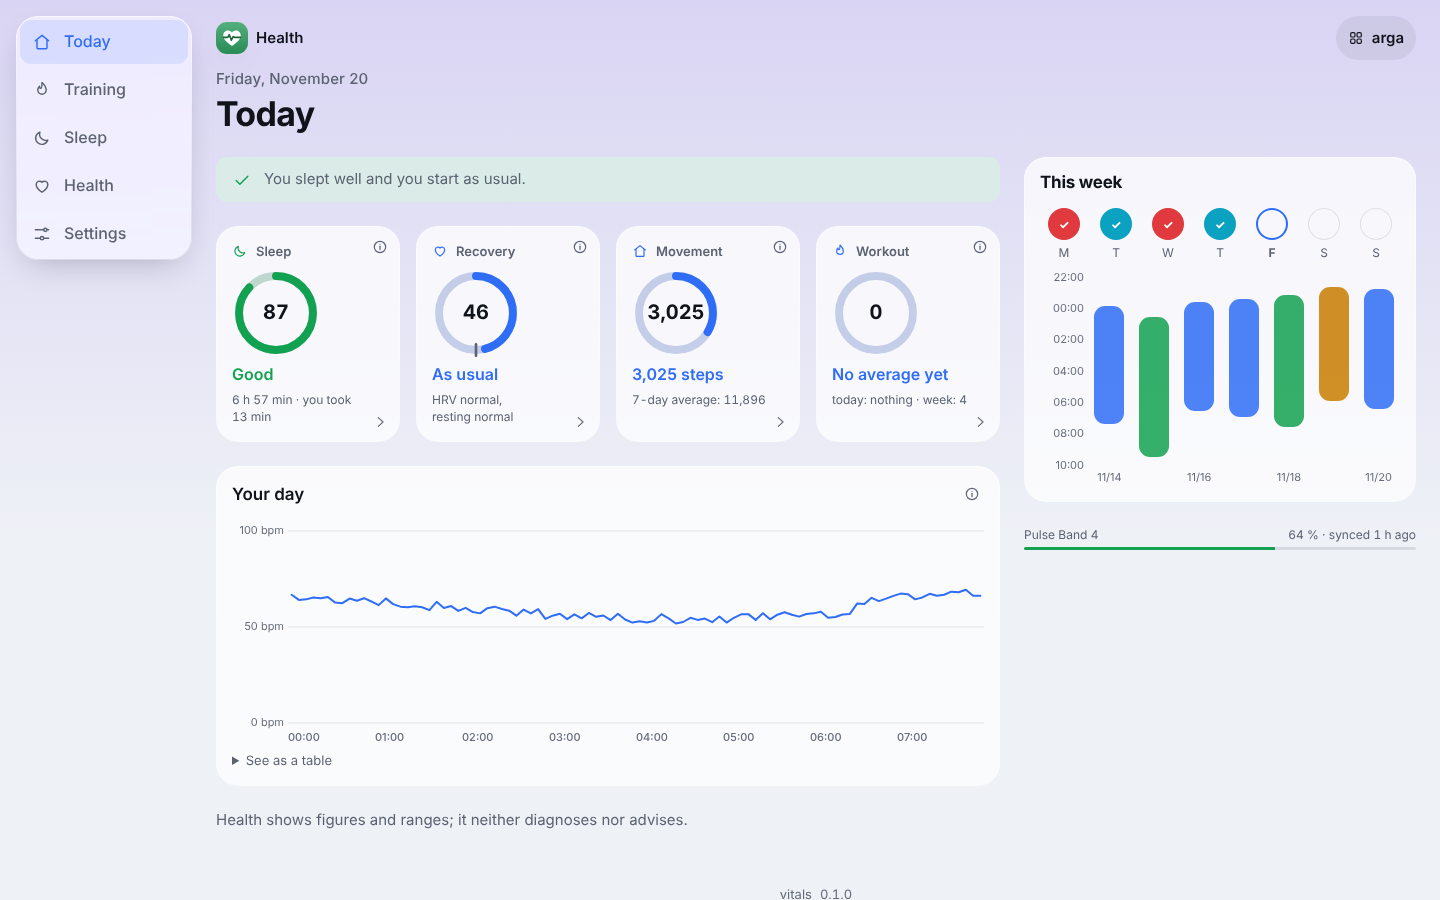 Today
Training
Sleep
Health
Settings
Health
arga
Friday, November 20
Today
You slept well and you start as usual.
Sleep
87
Good
6 h 57 min · you took
13 min
Recovery
46
As usual
HRV normal,
resting normal
Movement
3,025
3,025 steps
7-day average: 11,896
Workout
0
No average yet
today: nothing · week: 4
This week
M T W T F S S
22:00
00:00
02:00
04:00
06:00
08:00
10:00
11/14 11/16 11/18 11/20
Pulse Band 4
64 % · synced 1 h ago
Your day
100 bpm
50 bpm
0 bpm
00:00 01:00 02:00 03:00 04:00 05:00 06:00 07:00
See as a table
Health shows figures and ranges; it neither diagnoses nor advises.
vitals 0.1.0